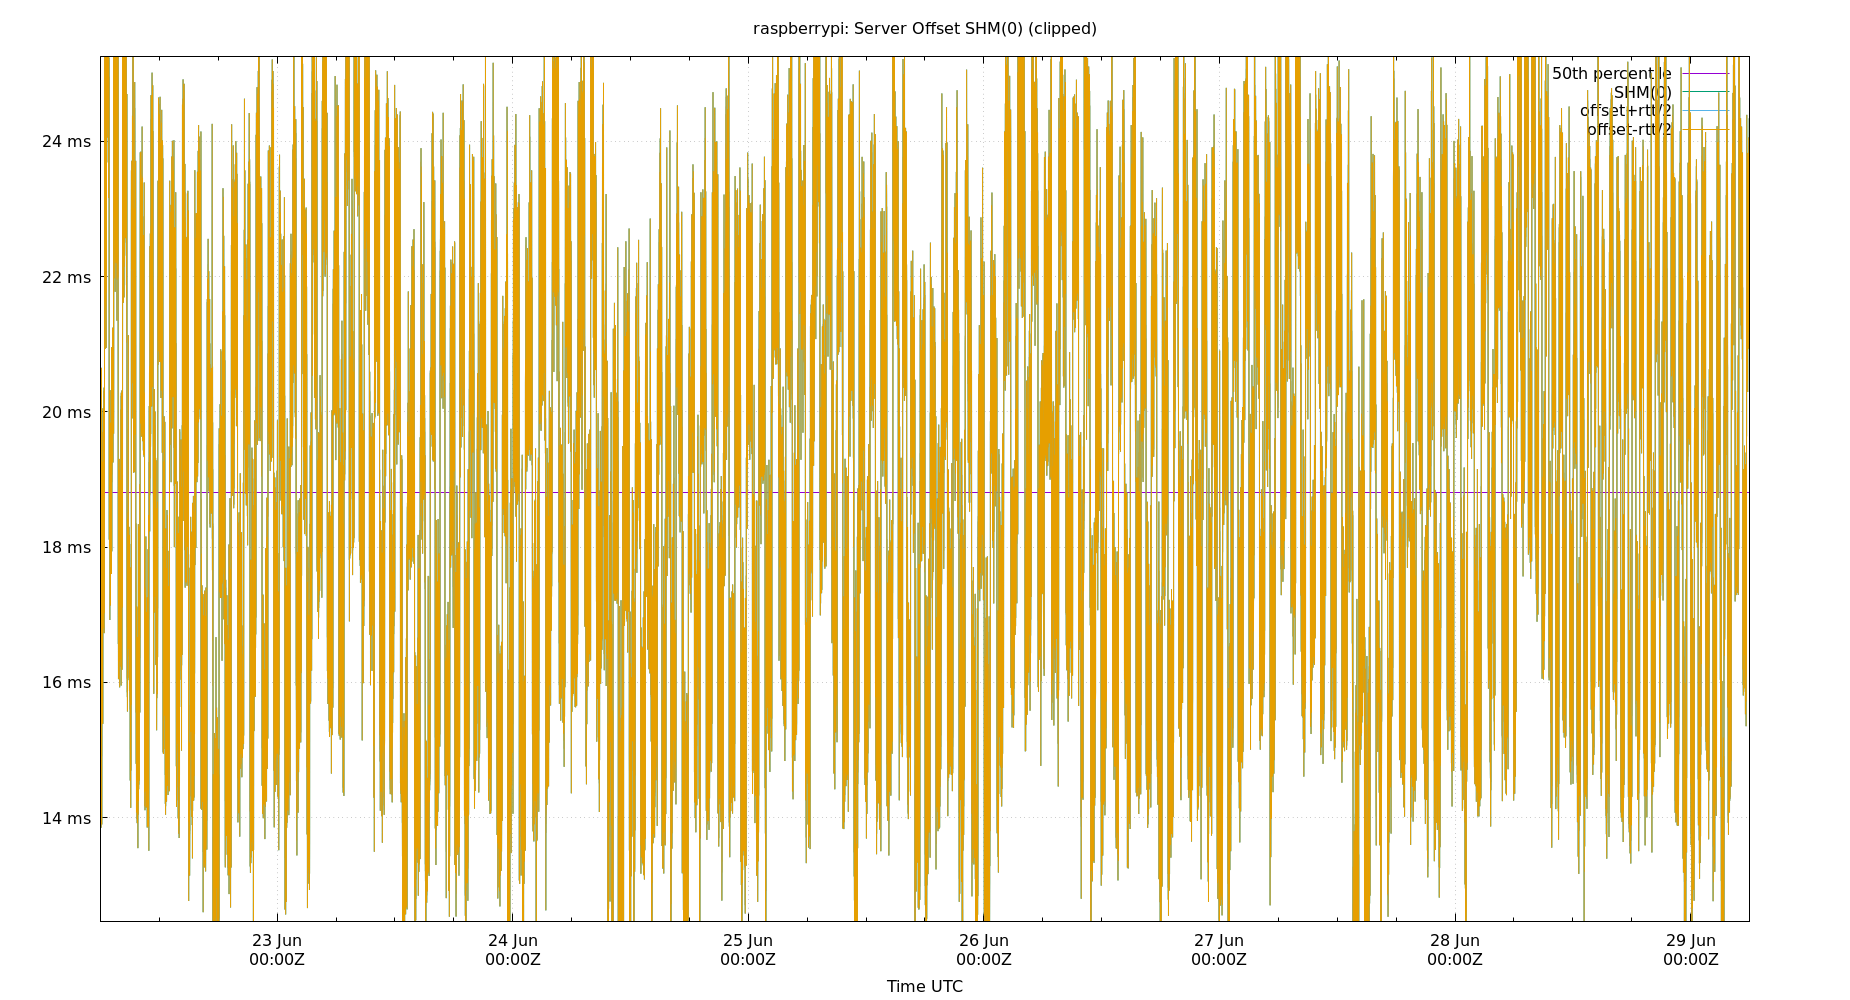 raspberrypi: Server Offset SHM(0) (clipped)
50th percentile
SHM(0)
offset+rtt/2
offset-rtt/2
24 ms
22 ms
20 ms
18 ms
16 ms
14 ms
23 Jun 24 Jun 25 Jun 26 Jun 27 Jun 28 Jun 29 Jun
00:00Z 00:00Z 00:00Z 00:00Z 00:00Z 00:00Z 00:00Z
Time UTC